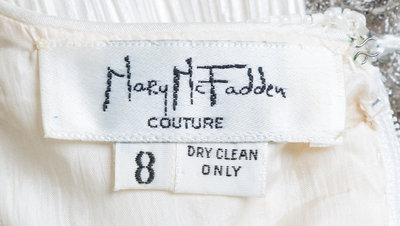 Mary McFadden
COUTURE
8
DRY CLEAN
ONLY